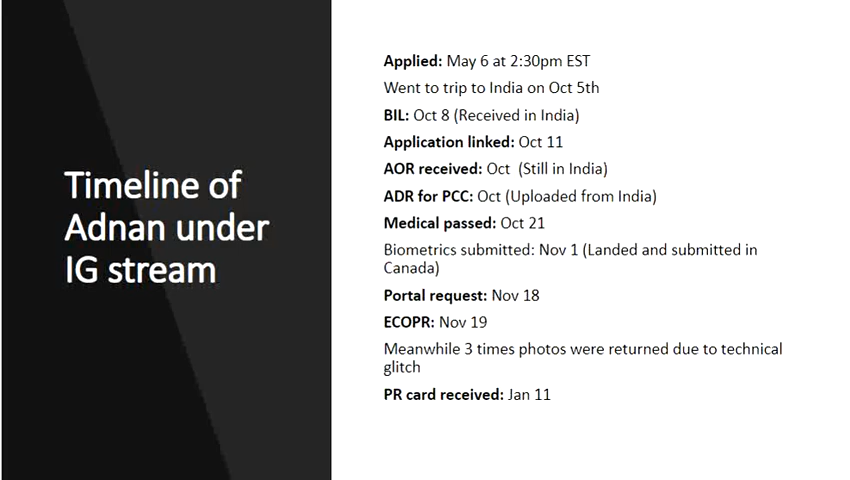 Timeline of
Adnan under
IG stream
Applied: May 6 at 2:30pm EST
Went to trip to India on Oct 5th
BIL: Oct 8 (Received in India)
Application linked: Oct 11
AOR received: Oct  (Still in India)
ADR for PCC: Oct (Uploaded from India)
Medical passed: Oct 21
Biometrics submitted: Nov 1 (Landed and submitted in
Canada)
Portal request: Nov 18
ECOPR: Nov 19
Meanwhile 3 times photos were returned due to technical
glitch
PR card received: Jan 11